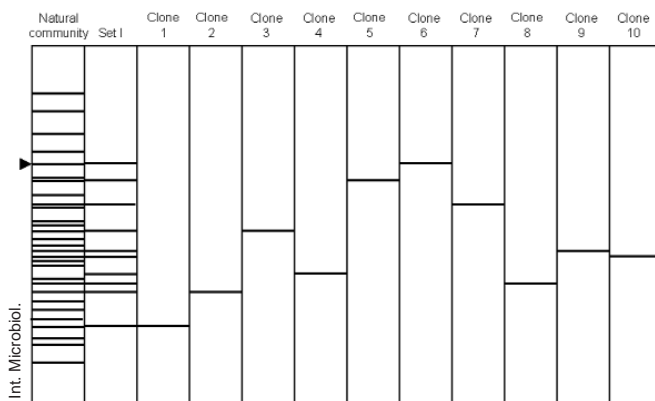 Natural community
Set I
Clone 1
Clone 2
Clone 3
Clone 4
Clone 5
Clone 6
Clone 7
Clone 8
Clone 9
Clone 10
Int. Microbiol.